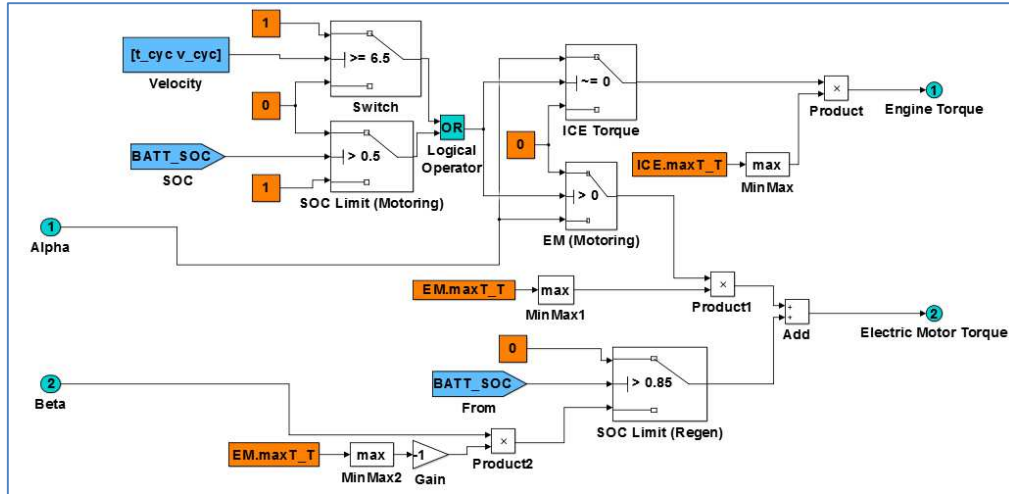 1
[t_cyc v_cyc]
>= 6.5
Velocity
Switch
0
OR
Logical
Operator
BATT_SOC
> 0.5
SOC
1
SOC Limit (Motoring)
~= 0
ICE Torque
×
Product
1
Engine Torque
0
ICE.maxT_T
max
MinMax
> 0
EM (Motoring)
1
Alpha
EM.maxT_T
max
MinMax1
×
Product1
+
+
Add
2
Electric Motor Torque
0
BATT_SOC
> 0.85
From
SOC Limit (Regen)
2
Beta
EM.maxT_T
max
MinMax2
-1
Gain
×
Product2